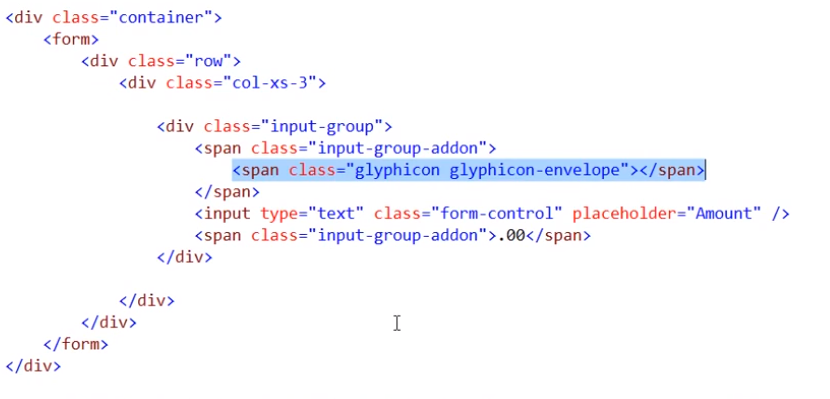 <div class="container">
<form>
<div class="row">
<div class="col-xs-3">
<div class="input-group">
<span class="input-group-addon">
<span class="glyphicon glyphicon-envelope"></span>
</span>
<input type="text" class="form-control" placeholder="Amount" />
<span class="input-group-addon">.00</span>
</div>
</div>
</div>
</form>
</div>